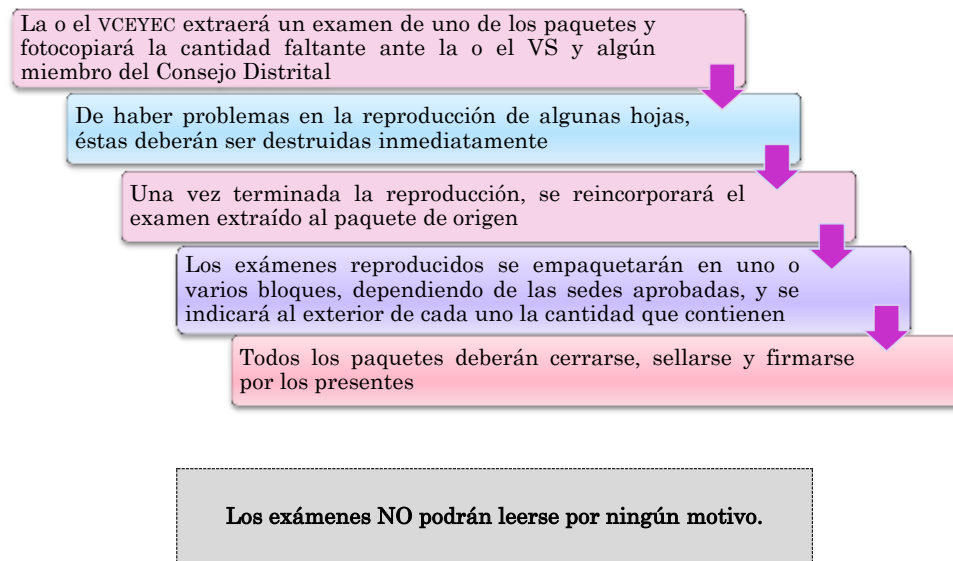 La o el VCEYEC extraerá un examen de uno de los paquetes y
fotocopiará la cantidad faltante ante la o el VS y algún
miembro del Consejo Distrital
De haber problemas en la reproducción de algunas hojas,
éstas deberán ser destruidas inmediatamente
Una vez terminada la reproducción, se reincorporará el
examen extraído al paquete de origen
Los exámenes reproducidos se empaquetarán en uno o
varios bloques, dependiendo de las sedes aprobadas, y se
indicará al exterior de cada uno la cantidad que contienen
Todos los paquetes deberán cerrarse, sellarse y firmarse
por los presentes
Los exámenes NO podrán leerse por ningún motivo.